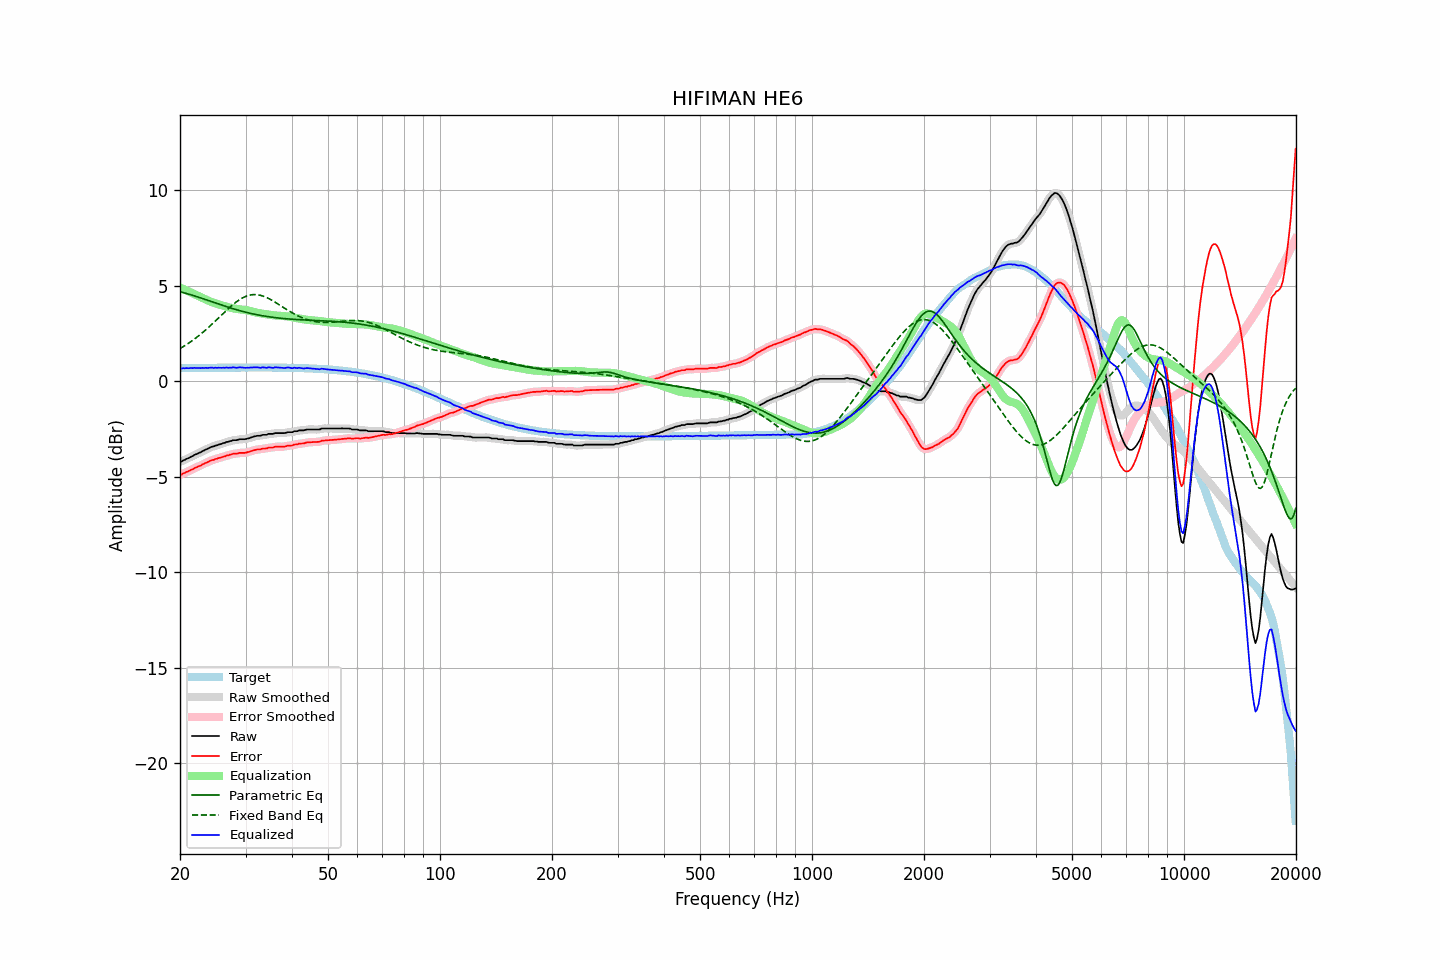 HIFIMAN HE6
Amplitude (dBr)
10
5
0
−5
−10
−15
−20
Target
Raw Smoothed
Error Smoothed
Raw
Error
Equalization
Parametric Eq
Fixed Band Eq
Equalized
20 50 100 200 500 1000 2000 5000 10000 20000
Frequency (Hz)